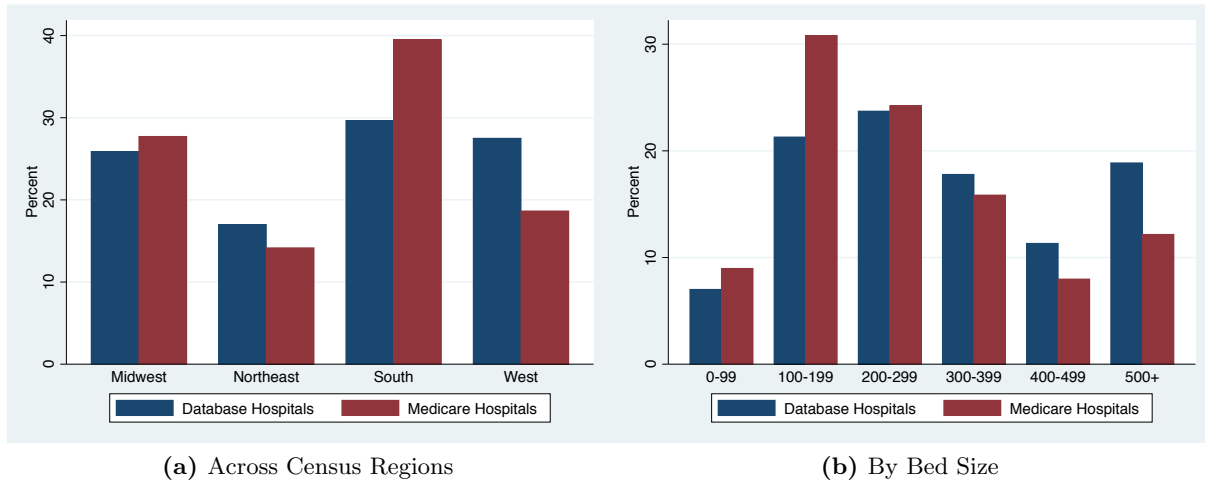 Percent
0
10
20
30
40
Midwest
Northeast
South
West
Database Hospitals
Medicare Hospitals
(a) Across Census Regions
Percent
0
10
20
30
0-99
100-199
200-299
300-399
400-499
500+
Database Hospitals
Medicare Hospitals
(b) By Bed Size